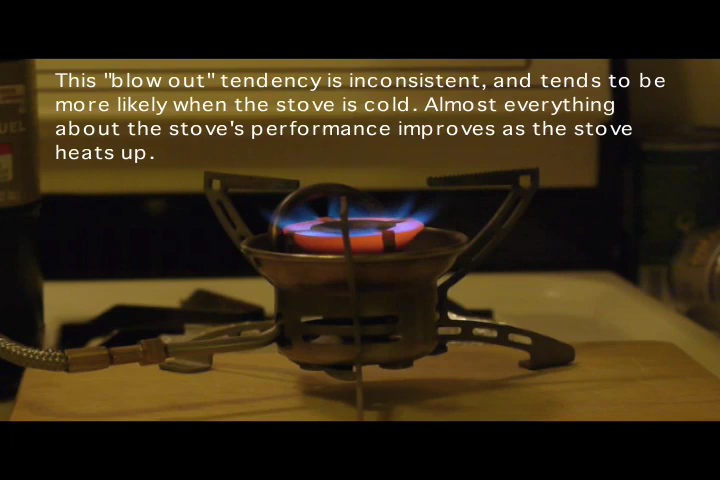 This "blow out" tendency is inconsistent, and tends to be
more likely when the stove is cold. Almost everything
about the stove's performance improves as the stove
heats up.
UEL